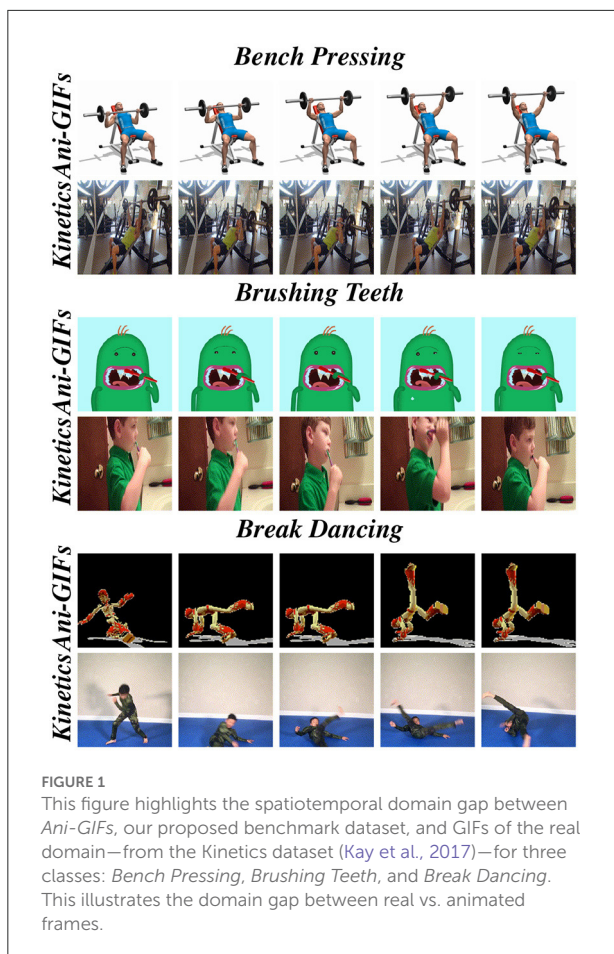 Bench Pressing
Ani-GIFs
Kinetics
Brushing Teeth
Ani-GIFs
Kinetics
Break Dancing
Ani-GIFs
Kinetics
FIGURE 1
This figure highlights the spatiotemporal domain gap between
Ani-GIFs, our proposed benchmark dataset, and GIFs of the real
domain—from the Kinetics dataset (Kay et al., 2017)—for three
classes: Bench Pressing, Brushing Teeth, and Break Dancing.
This illustrates the domain gap between real vs. animated
frames.